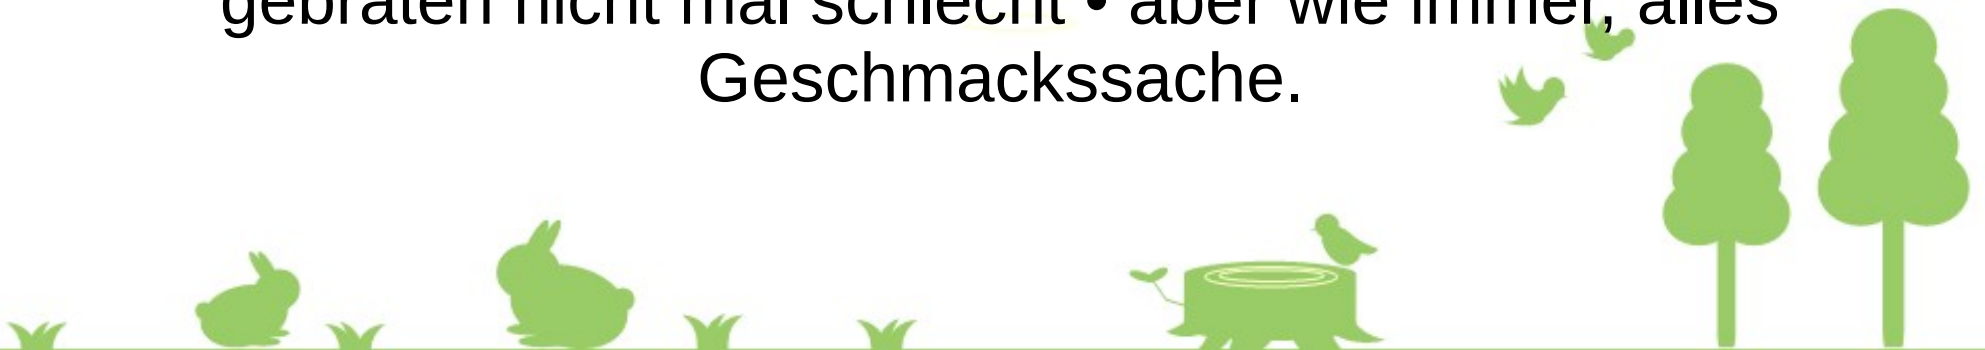 gebraten nicht mal schlecht • aber wie immer, alles
Geschmackssache.